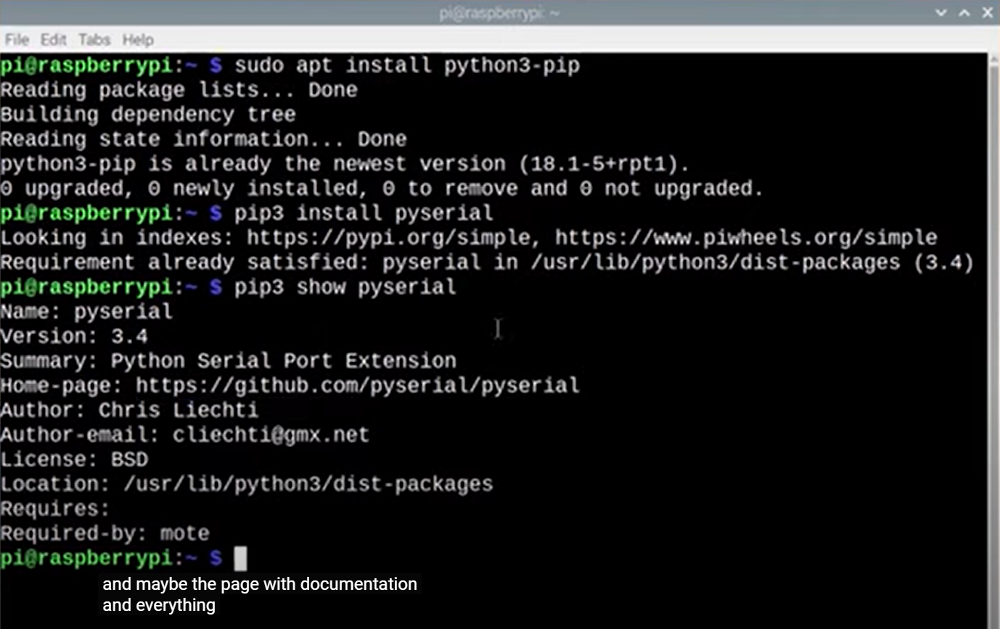 pi@raspberrypi: ~
File Edit Tabs Help
pi@raspberrypi:~ $ sudo apt install python3-pip
Reading package lists... Done
Building dependency tree
Reading state information... Done
python3-pip is already the newest version (18.1-5+rpt1).
0 upgraded, 0 newly installed, 0 to remove and 0 not upgraded.
pi@raspberrypi:~ $ pip3 install pyserial
Looking in indexes: https://pypi.org/simple, https://www.piwheels.org/simple
Requirement already satisfied: pyserial in /usr/lib/python3/dist-packages (3.4)
pi@raspberrypi:~ $ pip3 show pyserial
Name: pyserial
Version: 3.4
Summary: Python Serial Port Extension
Home-page: https://github.com/pyserial/pyserial
Author: Chris Liechti
Author-email: cliechti@gmx.net
License: BSD
Location: /usr/lib/python3/dist-packages
Requires:
Required-by: mote
pi@raspberrypi:~ $
and maybe the page with documentation
and everything